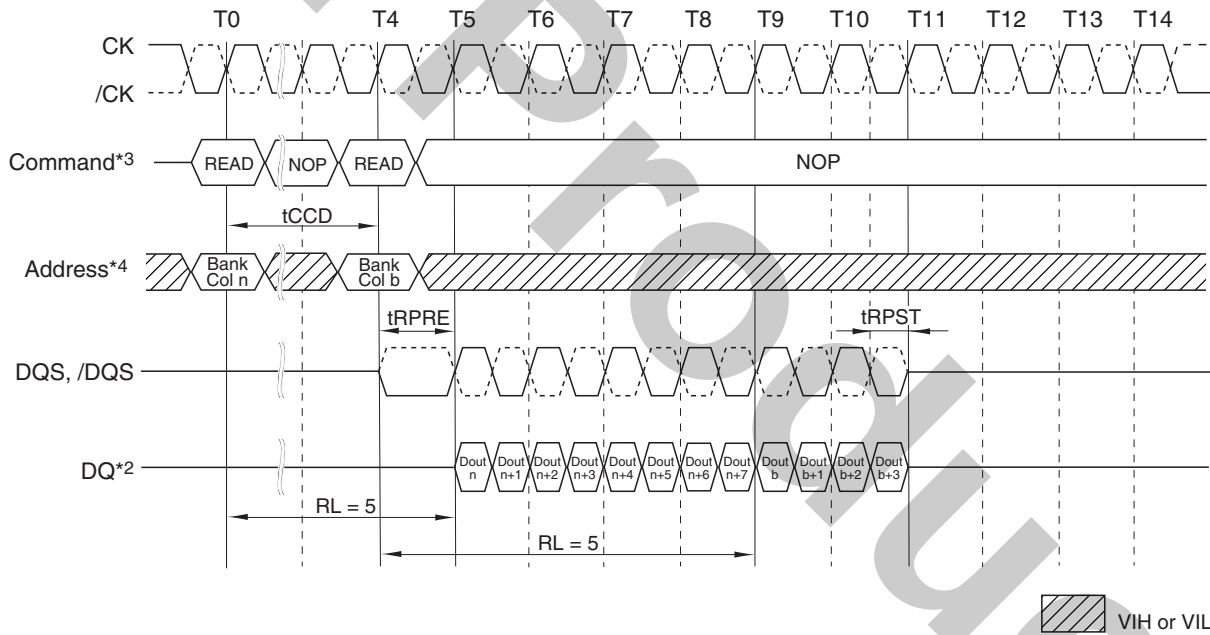 T0 T4 T5 T6 T7 T8 T9 T10 T11 T12 T13 T14
CK
/CK
Command*3 READ NOP READ NOP
tCCD
Address*4 Bank Col n Bank Col b
tRPRE tRPST
DQS, /DQS
DQ*2 Dout n Dout n+1 Dout n+2 Dout n+3 Dout n+4 Dout n+5 Dout n+6 Dout n+7 Dout b Dout b+1 Dout b+2 Dout b+3
RL = 5
RL = 5
VIH or VIL
Produc